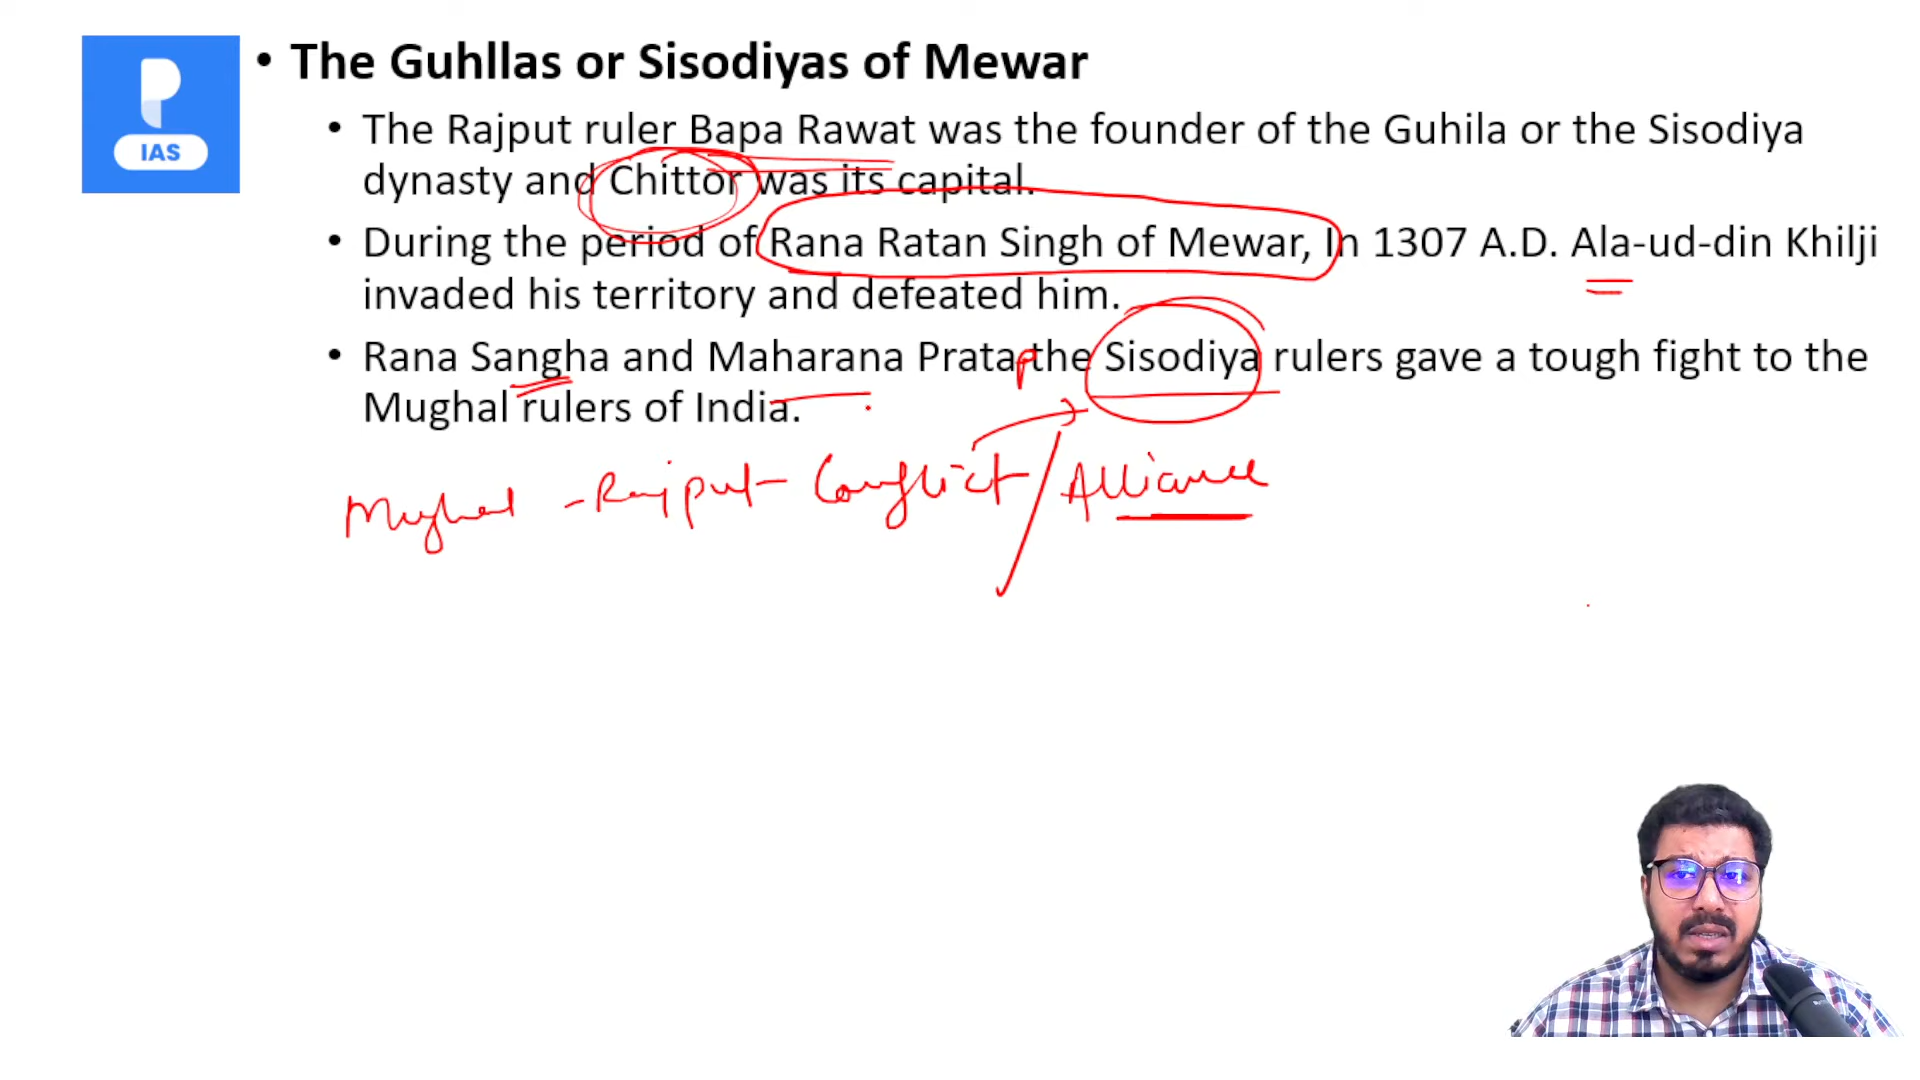 IAS
• The Guhllas or Sisodiyas of Mewar
• The Rajput ruler Bapa Rawat was the founder of the Guhila or the Sisodiya
dynasty and Chittor was its capital.
• During the period of Rana Ratan Singh of Mewar, In 1307 A.D. Ala-ud-din Khilji
invaded his territory and defeated him.
• Rana Sangha and Maharana Pratap the Sisodiya rulers gave a tough fight to the
Mughal rulers of India.
Mughal - Rajput - Conflict / Alliance